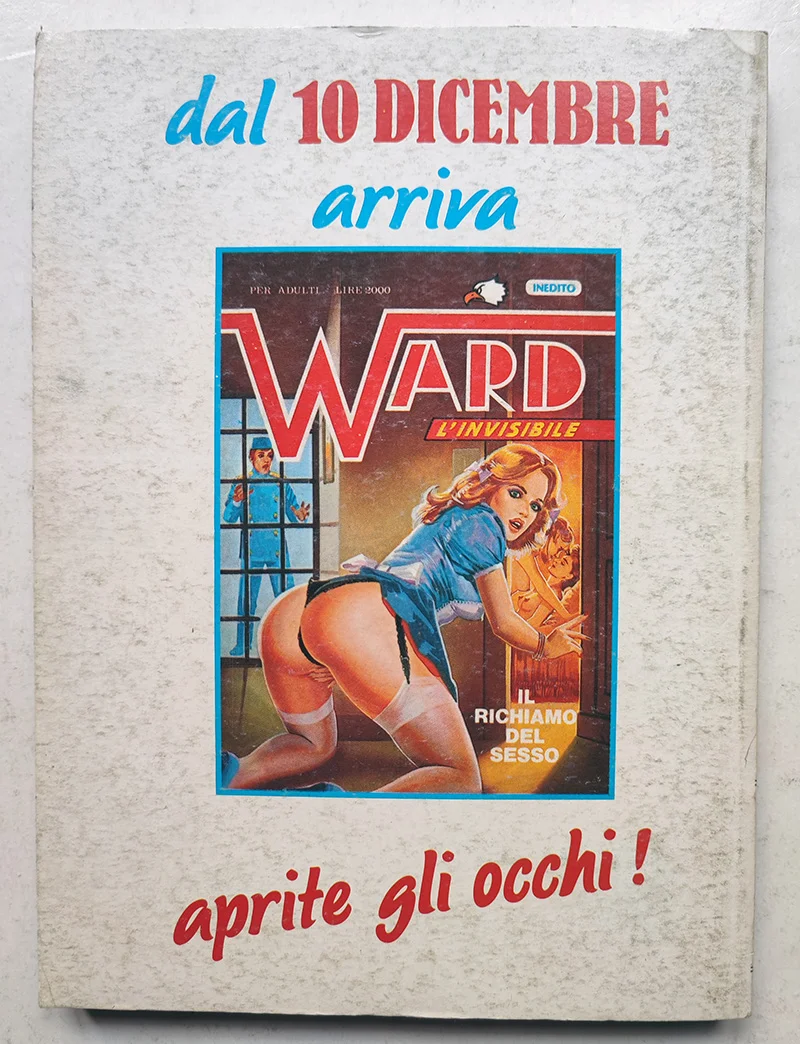 dal 10 DICEMBRE
arriva
PER ADULTI - LIRE 2000
INEDITO
WARD
L'INVISIBILE
IL
RICHIAMO
DEL
SESSO
aprite gli occhi !